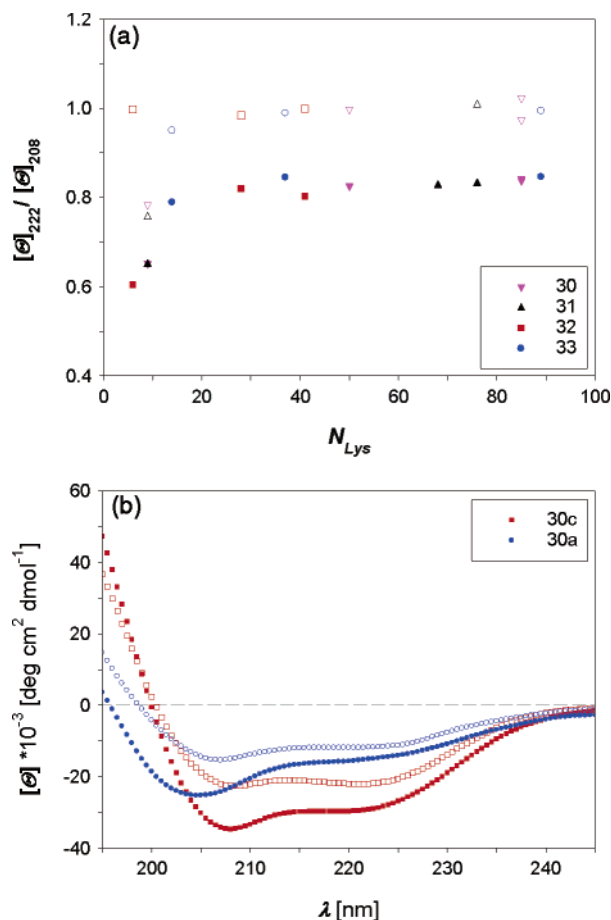 (a)
1.2
1.0
0.8
0.6
0.4
[Θ]222 / [Θ]208
30
31
32
33
0 20 40 60 80 100
NLys
(b)
60
40
20
0
-20
-40
[Θ] *10-3 [deg cm2 dmol-1]
30c
30a
200 210 220 230 240
λ [nm]